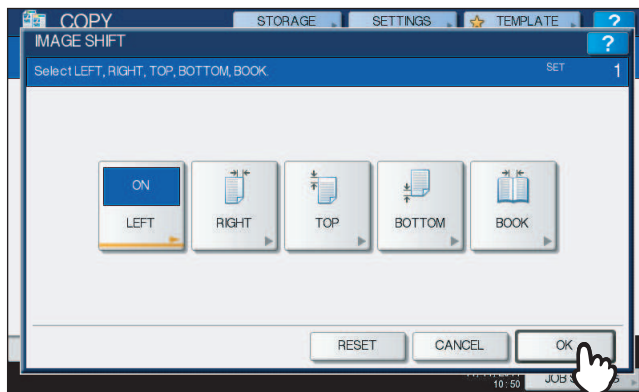 COPY STORAGE SETTINGS TEMPLATE ?
IMAGE SHIFT ?
Select LEFT, RIGHT, TOP, BOTTOM, BOOK. SET 1
ON
LEFT RIGHT TOP BOTTOM BOOK
RESET CANCEL OK
10:50 JOB